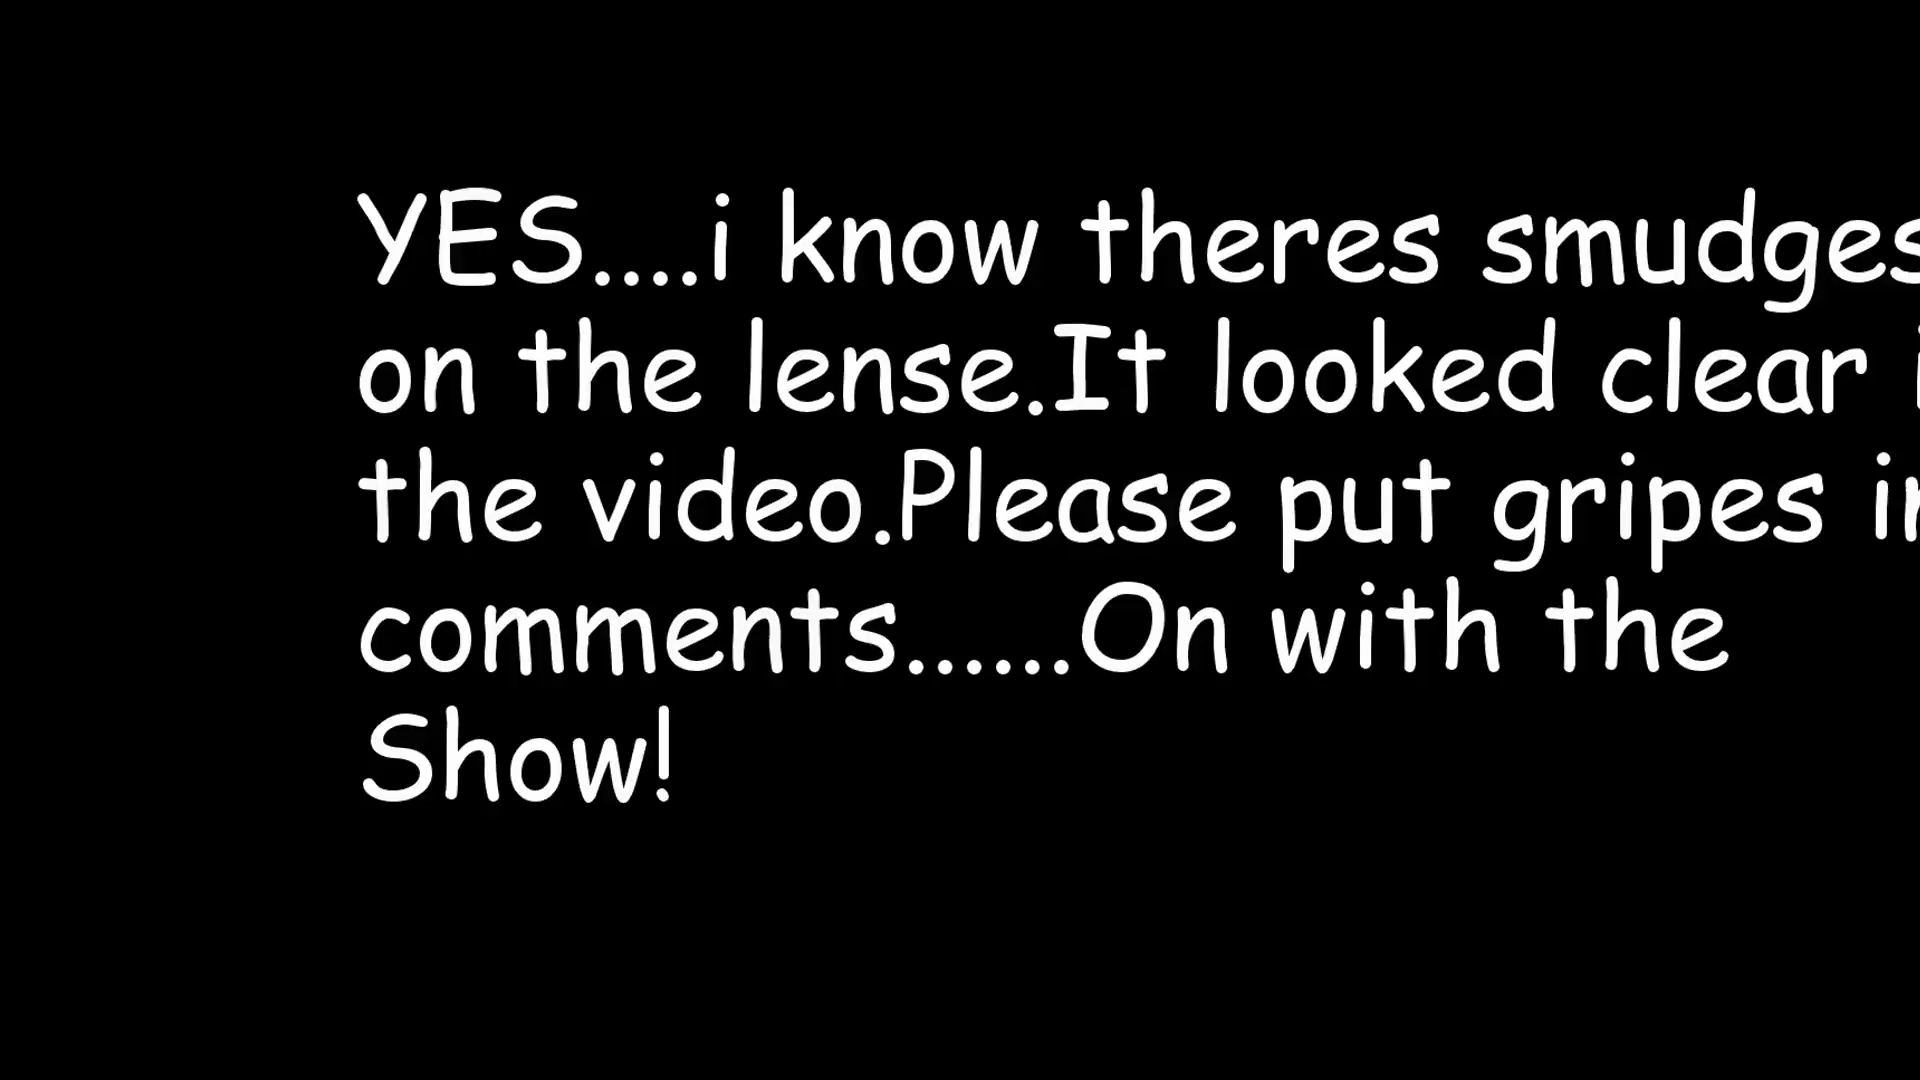 YES....i know theres smudges
on the lense.It looked clear
the video.Please put gripes in
comments......On with the
Show!